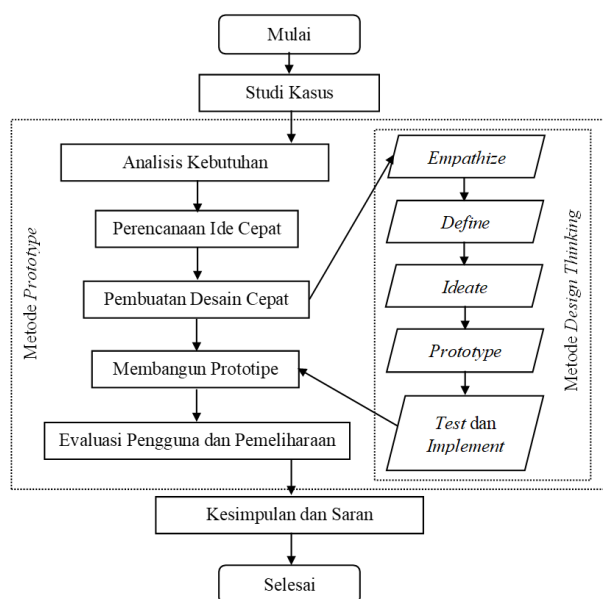 Mulai
Studi Kasus
Metode Prototype
Analisis Kebutuhan
Perencanaan Ide Cepat
Pembuatan Desain Cepat
Membangun Prototipe
Evaluasi Pengguna dan Pemeliharaan
Empathize
Define
Ideate
Prototype
Test dan
Implement
Metode Design Thinking
Kesimpulan dan Saran
Selesai